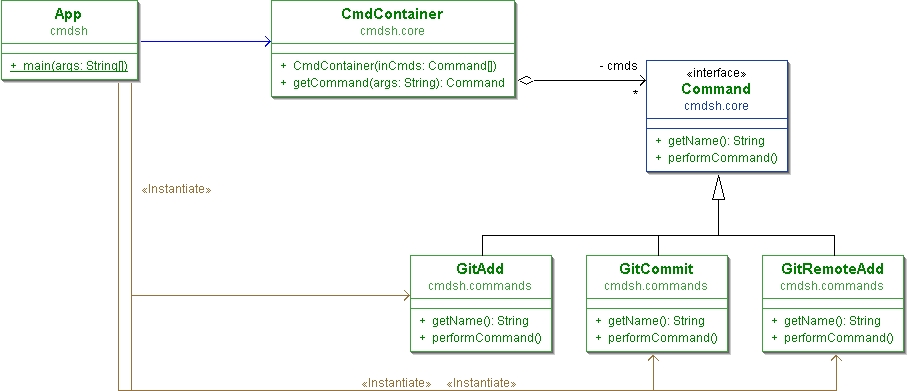 App
cmdsh
+ main(args: String[])
CmdContainer
cmdsh.core
+ CmdContainer(inCmds: Command[])
+ getCommand(args: String): Command
- cmds
*
«interface»
Command
cmdsh.core
+ getName(): String
+ performCommand()
«Instantiate»
GitAdd
cmdsh.commands
+ getName(): String
+ performCommand()
GitCommit
cmdsh.commands
+ getName(): String
+ performCommand()
GitRemoteAdd
cmdsh.commands
+ getName(): String
+ performCommand()
«Instantiate» «Instantiate»